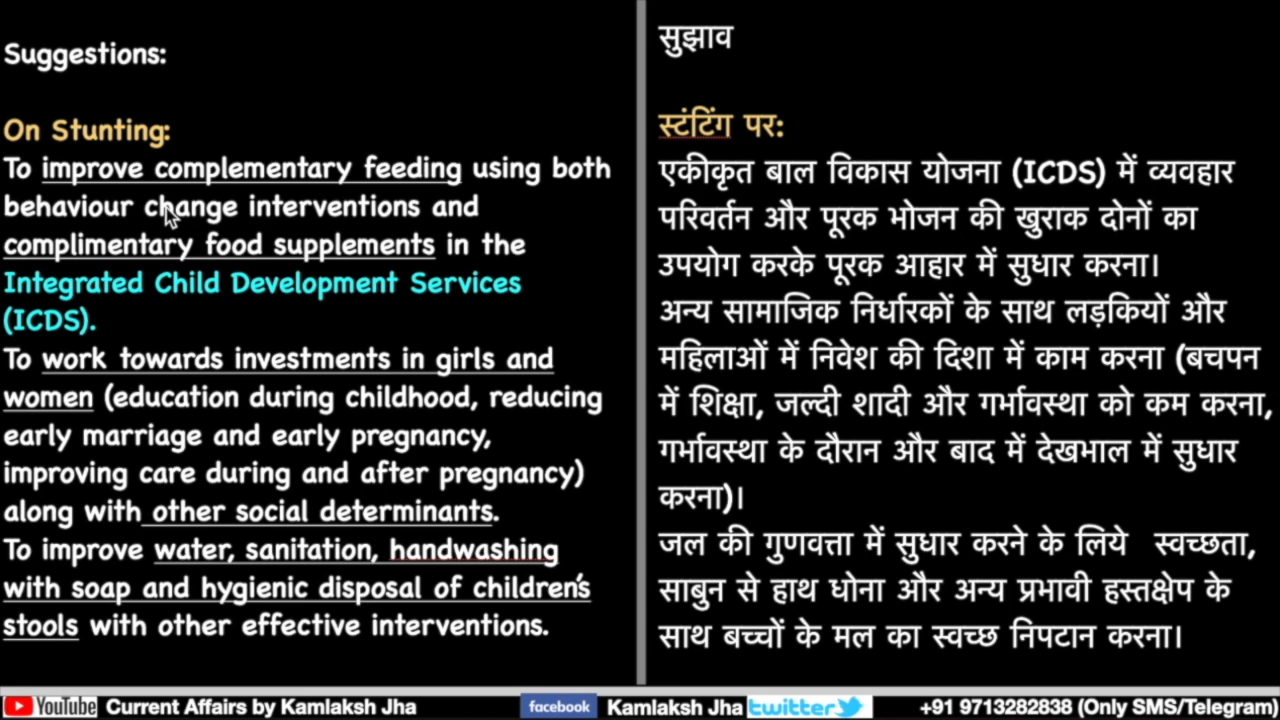 Suggestions:
On Stunting:
To improve complementary feeding using both
behaviour change interventions and
complimentary food supplements in the
Integrated Child Development Services
(ICDS).
To work towards investments in girls and
women (education during childhood, reducing
early marriage and early pregnancy,
improving care during and after pregnancy)
along with other social determinants.
To improve water, sanitation, handwashing
with soap and hygienic disposal of children's
stools with other effective interventions.
सुझाव
स्टंटिंग पर:
एकीकृत बाल विकास योजना (ICDS) में व्यवहार
परिवर्तन और पूरक भोजन की खुराक दोनों का
उपयोग करके पूरक आहार में सुधार करना।
अन्य सामाजिक निर्धारकों के साथ लड़कियों और
महिलाओं में निवेश की दिशा में काम करना (बचपन
में शिक्षा, जल्दी शादी और गर्भावस्था को कम करना,
गर्भावस्था के दौरान और बाद में देखभाल में सुधार
करना)।
जल की गुणवत्ता में सुधार करने के लिये स्वच्छता,
साबुन से हाथ धोना और अन्य प्रभावी हस्तक्षेप के
साथ बच्चों के मल का स्वच्छ निपटान करना।
YouTube Current Affairs by Kamlaksh Jha facebook Kamlaksh Jha twitter +91 9713282838 (Only SMS/Telegram)